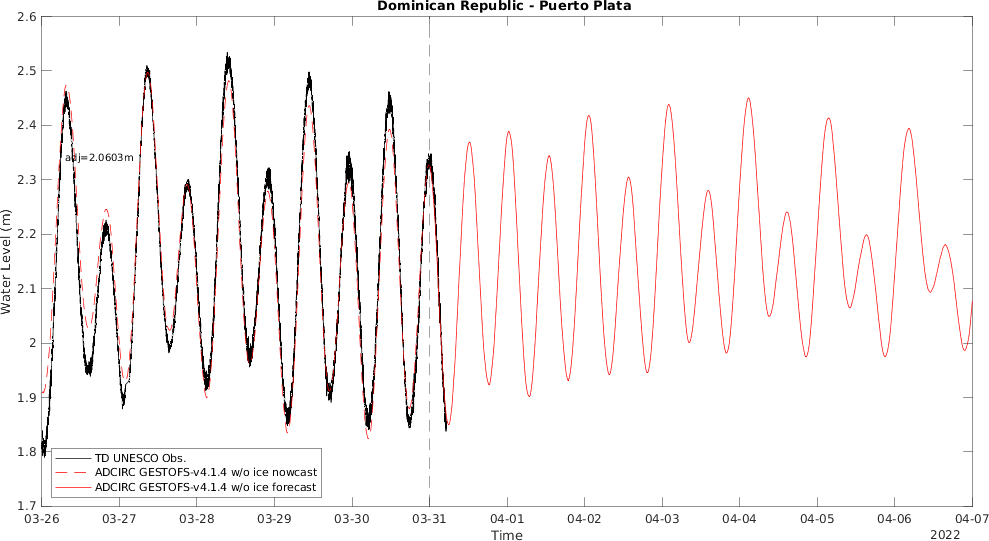 Dominican Republic - Puerto Plata
2.6
2.5
2.4
2.3
2.2
2.1
2
1.9
1.8
1.7
Water Level (m)
adj=2.0603m
TD UNESCO Obs.
ADCIRC GESTOFS-v4.1.4 w/o ice nowcast
ADCIRC GESTOFS-v4.1.4 w/o ice forecast
03-26 03-27 03-28 03-29 03-30 03-31 04-01 04-02 04-03 04-04 04-05 04-06 04-07
Time
2022